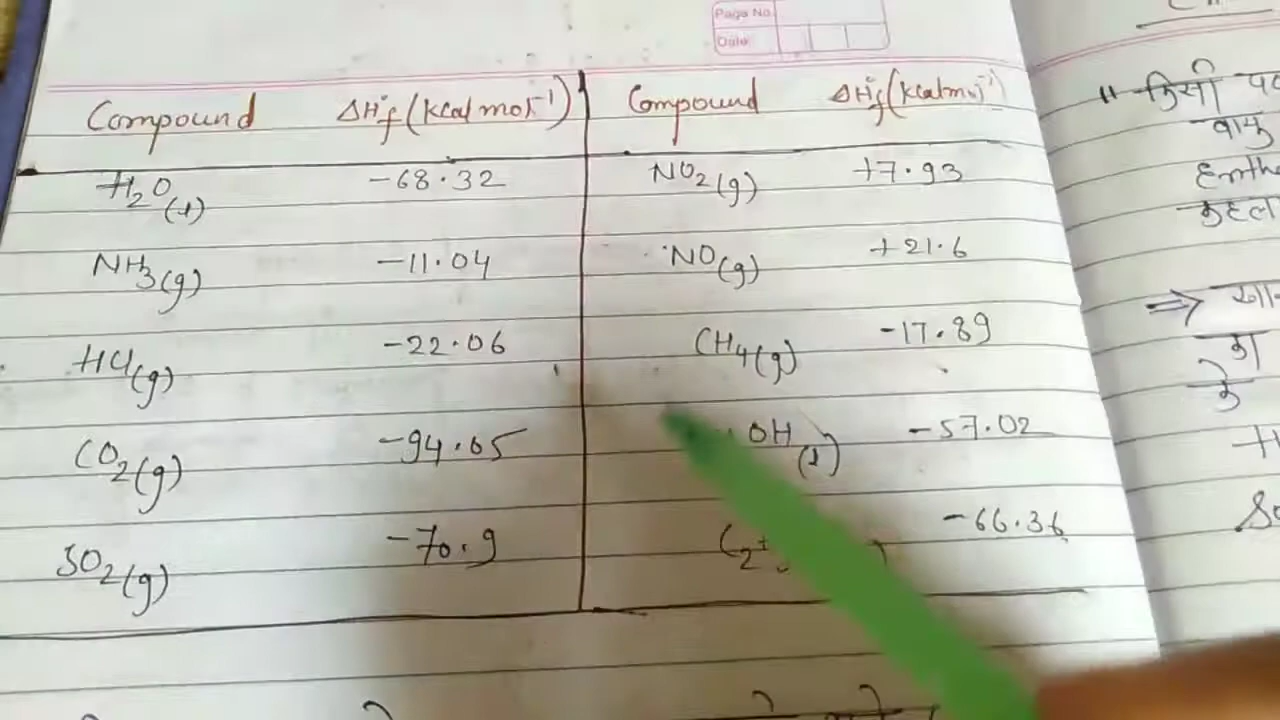 Page No.
Date
Compound ΔH°f (kcal mol⁻¹) Compound ΔH°f (kcal mol⁻¹)
H₂O(l) -68.32 NO₂(g) +7.93
NH₃(g) -11.04 NO(g) +21.6
HCl(g) -22.06 CH₄(g) -17.89
CO₂(g) -94.05 OH(l) -57.02
SO₂(g) -70.9 C₂ -66.36
"किसी
वायु
⇒
का
के